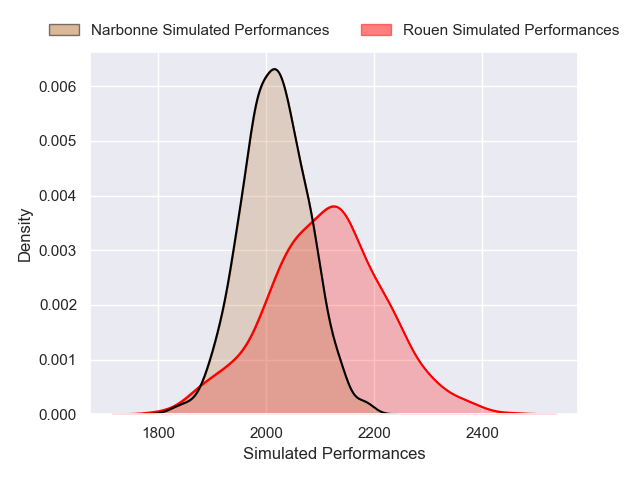 Narbonne Simulated Performances Rouen Simulated Performances
0.006
0.005
0.004
0.003
0.002
0.001
0.000
Density
1800 2000 2200 2400
Simulated Performances